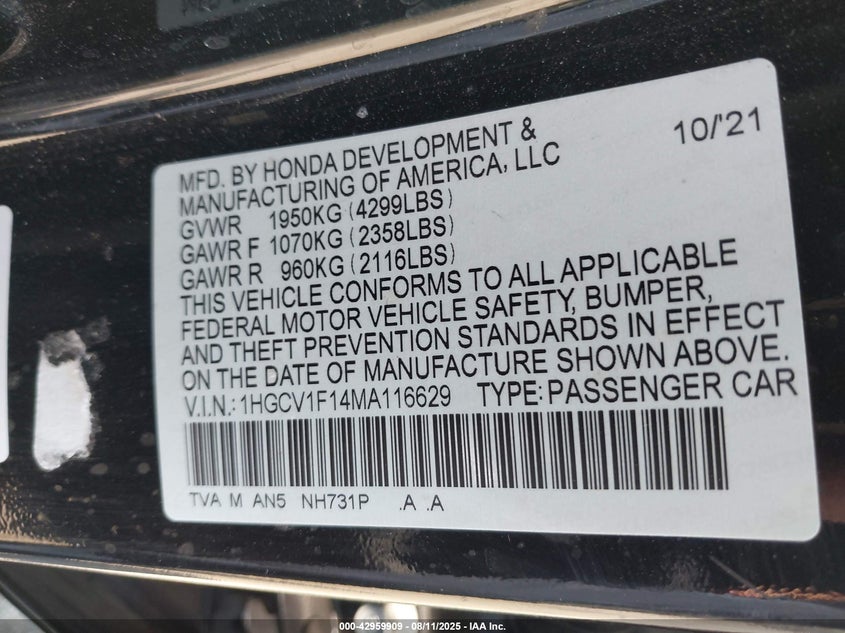 MFD. BY HONDA DEVELOPMENT &
MANUFACTURING OF AMERICA, LLC
10/'21
GVWR 1950KG (4299LBS)
GAWR F 1070KG (2358LBS)
GAWR R 960KG (2116LBS)
THIS VEHICLE CONFORMS TO ALL APPLICABLE
FEDERAL MOTOR VEHICLE SAFETY, BUMPER,
AND THEFT PREVENTION STANDARDS IN EFFECT
ON THE DATE OF MANUFACTURE SHOWN ABOVE.
V.I.N.: 1HGCV1F14MA116629 TYPE: PASSENGER CAR
TVA M AN5 NH731P .A .A
000-42959909 - 08/11/2025 - IAA Inc.